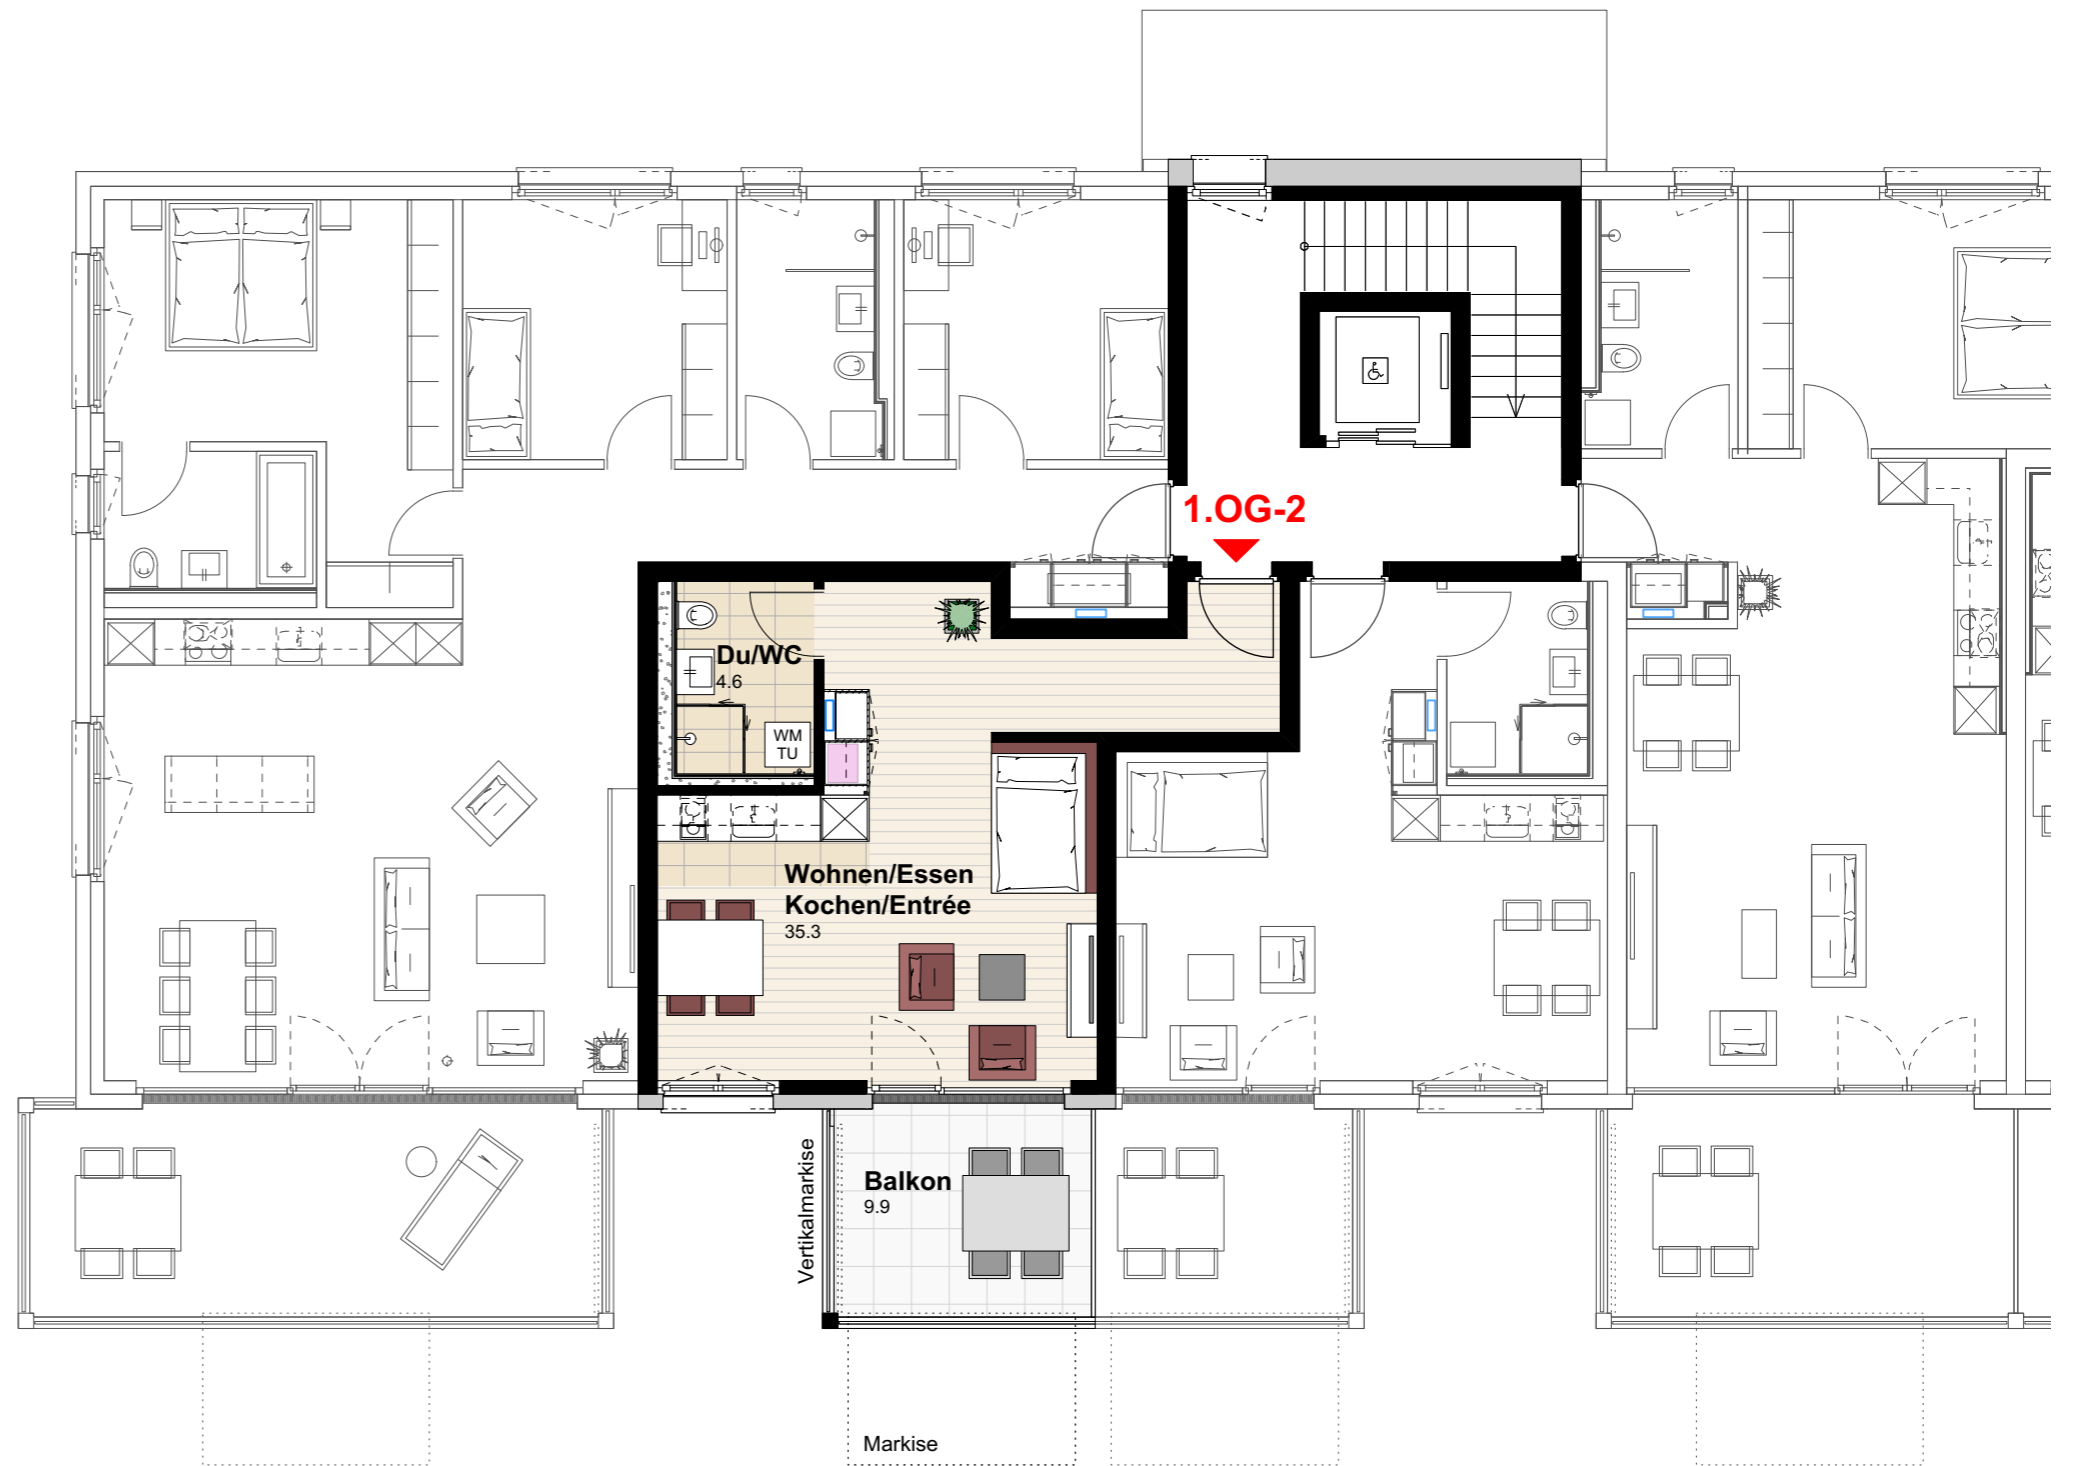 1.OG-2
Du/WC
4.6
WM
TU
Wohnen/Essen
Kochen/Entrée
35.3
Vertikalmarkise
Balkon
9.9
Markise